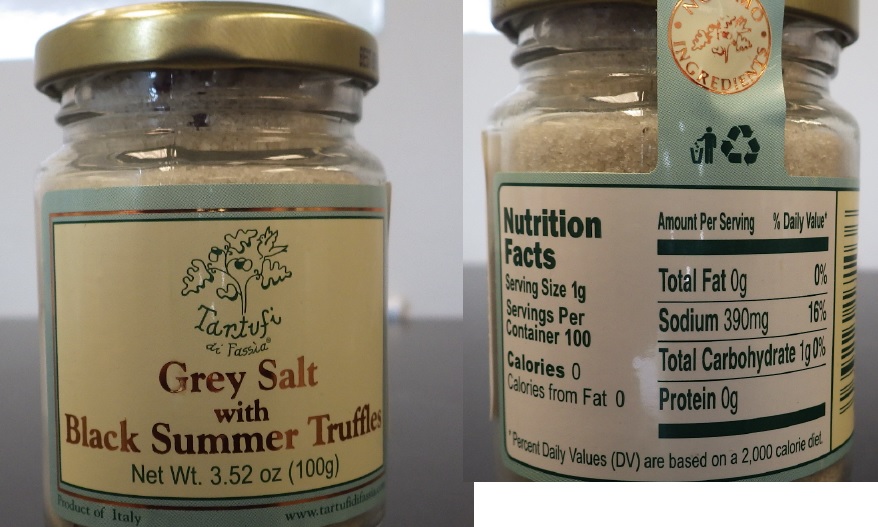 Tartufi
di Fassia
Grey Salt
with
Black Summer Truffles
Net Wt. 3.52 oz (100g)
Product of Italy
INGREDIENTS
Nutrition
Facts
Serving Size 1g
Servings Per
Container 100
Calories 0
Calories from Fat 0
Amount Per Serving % Daily Value*
Total Fat 0g 0%
Sodium 390mg 16%
Total Carbohydrate 1g 0%
Protein 0g
*Percent Daily Values (DV) are based on a 2,000 calorie diet.